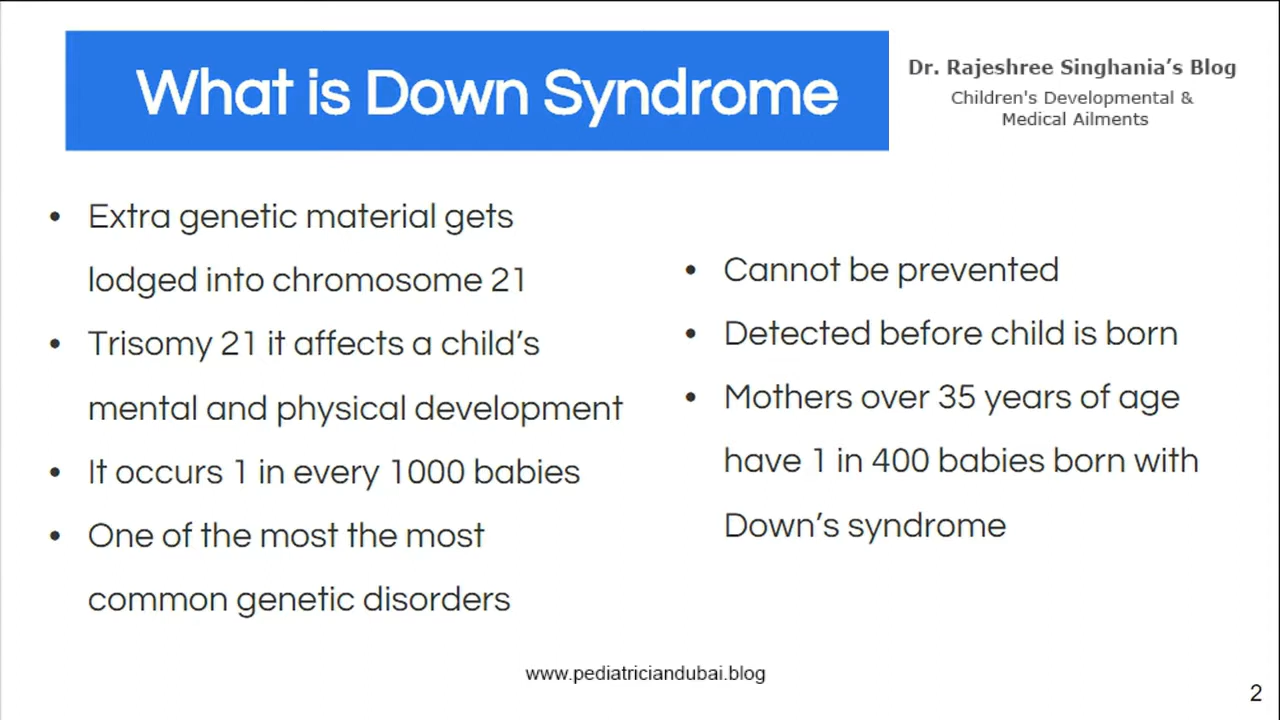 What is Down Syndrome
Dr. Rajeshree Singhania’s Blog
Children's Developmental &
Medical Ailments
• Extra genetic material gets
lodged into chromosome 21
• Trisomy 21 it affects a child’s
mental and physical development
• It occurs 1 in every 1000 babies
• One of the most the most
common genetic disorders
• Cannot be prevented
• Detected before child is born
• Mothers over 35 years of age
have 1 in 400 babies born with
Down’s syndrome
www.pediatriciandubai.blog
2